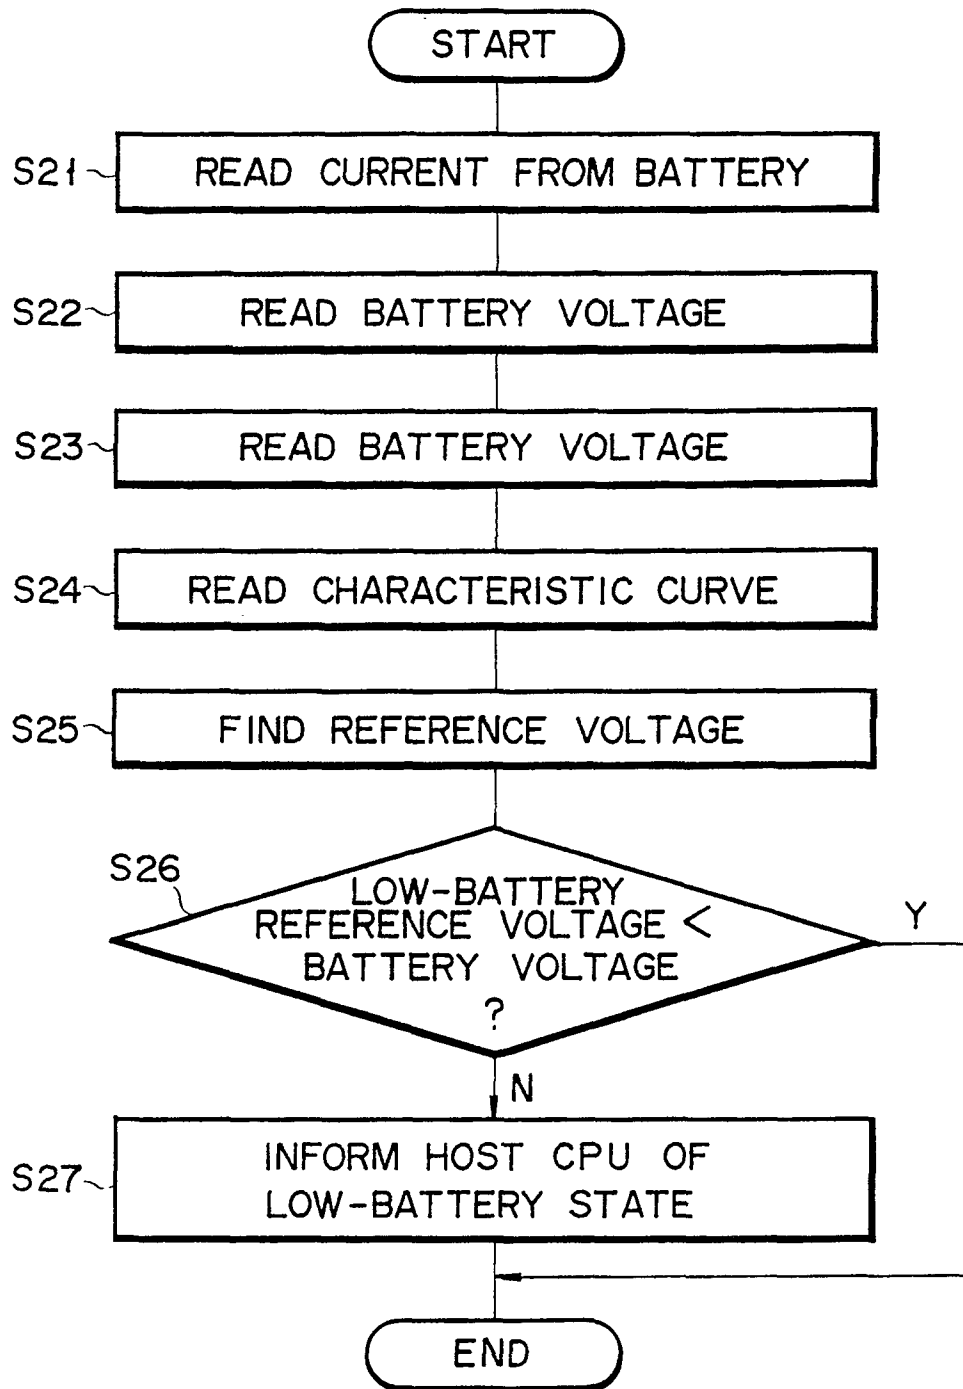 START
S21 READ CURRENT FROM BATTERY
S22 READ BATTERY VOLTAGE
S23 READ BATTERY VOLTAGE
S24 READ CHARACTERISTIC CURVE
S25 FIND REFERENCE VOLTAGE
S26
LOW-BATTERY
REFERENCE VOLTAGE <
BATTERY VOLTAGE
?
Y
N
S27
INFORM HOST CPU OF
LOW-BATTERY STATE
END